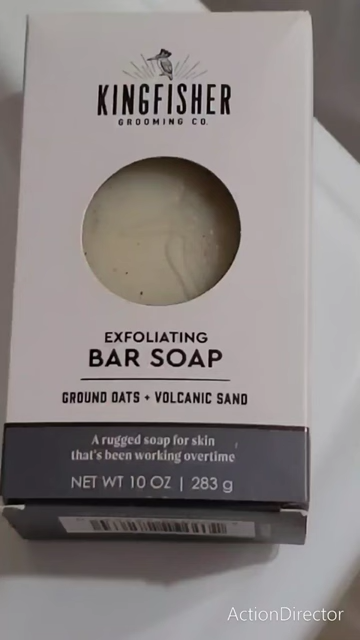 KINGFISHER
GROOMING CO.
EXFOLIATING
BAR SOAP
GROUND OATS + VOLCANIC SAND
A rugged soap for skin
that's been working overtime
NET WT 10 OZ | 283 g
ActionDirector